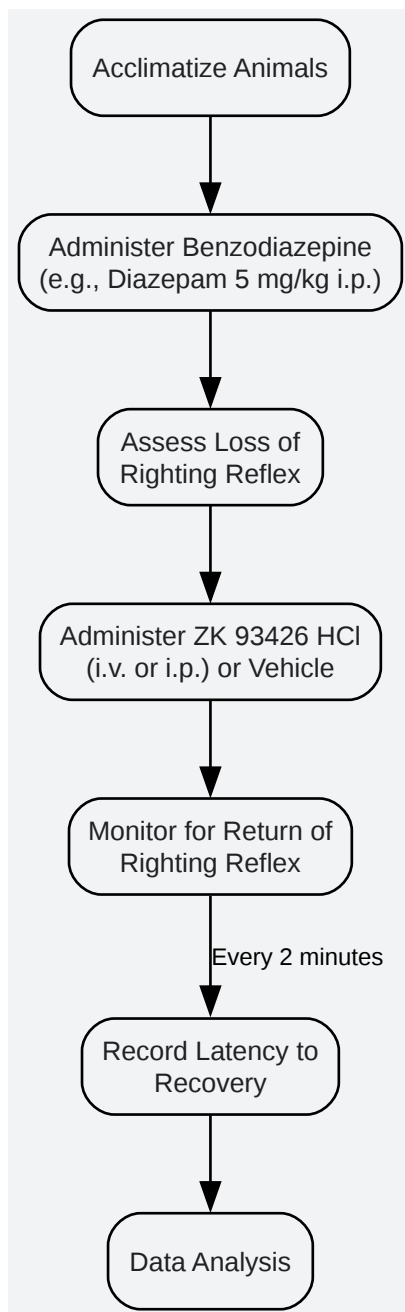 Acclimatize Animals
Administer Benzodiazepine
(e.g., Diazepam 5 mg/kg i.p.)
Assess Loss of
Righting Reflex
Administer ZK 93426 HCl
(i.v. or i.p.) or Vehicle
Monitor for Return of
Righting Reflex
Every 2 minutes
Record Latency to
Recovery
Data Analysis